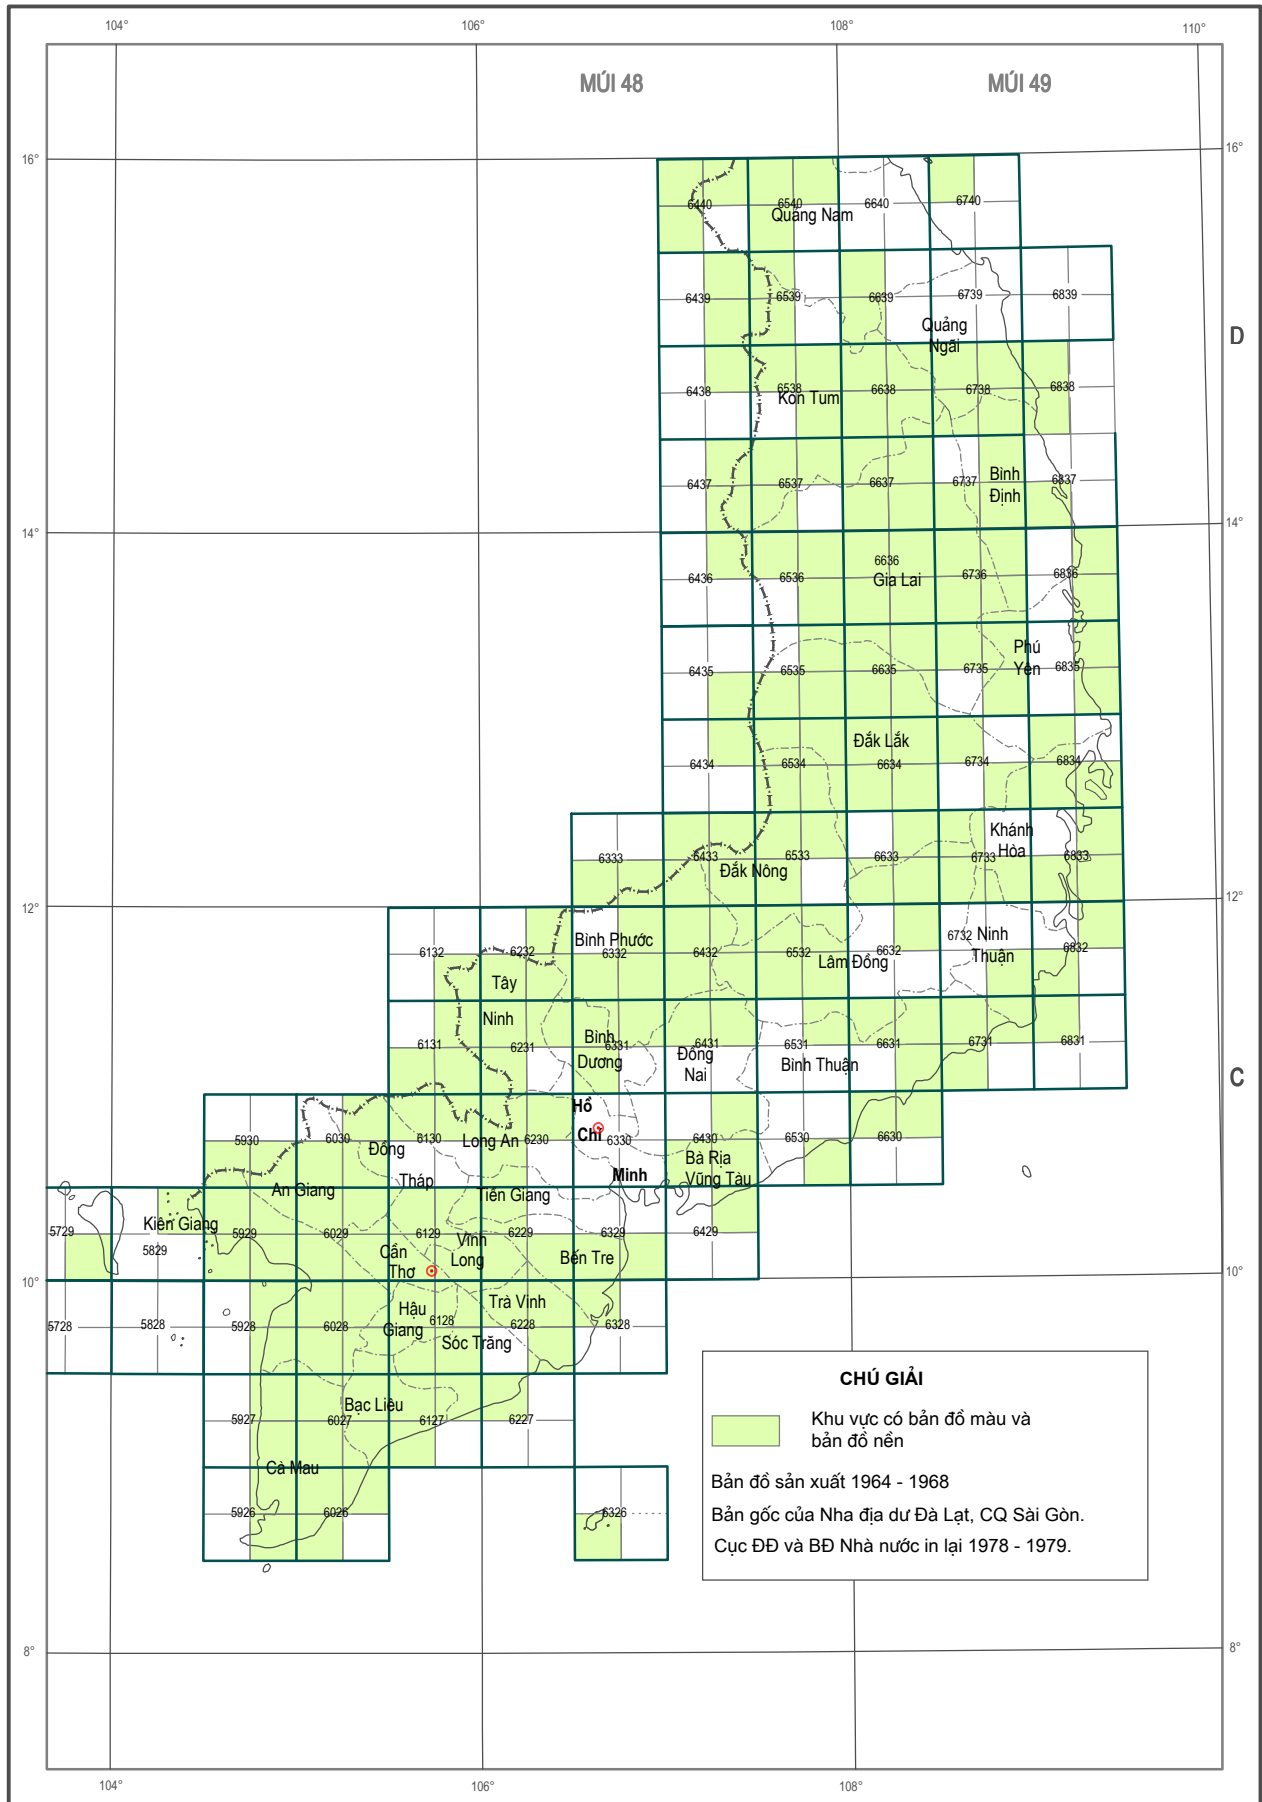 104°
106°
108°
110°
MÚI 48
MÚI 49
16°
16°
6440
6540
6640
6740
Quảng Nam
6439
6539
6639
6739
6839
Quảng
Ngãi
D
6438
6538
6638
6738
6838
Kon Tum
6437
6537
6637
6737
6837
Bình
Định
14°
14°
6436
6536
6636
6736
6836
Gia Lai
6435
6535
6635
6735
6835
Phú
Yên
Đắk Lắk
6434
6534
6634
6734
6834
6333
6433
6533
6633
6733
6833
Khánh
Hòa
Đắk Nông
12°
12°
6132
6232
6332
6432
6532
6632
6732
6832
Bình Phước
Lâm Đồng
Ninh
Thuận
Tây
Ninh
6131
6231
6331
6431
6531
6631
6731
6831
Bình
Dương
Đồng
Nai
Bình Thuận
C
5930
6030
6130
6230
6330
6430
6530
6630
Hồ
Chí
Minh
Đồng
Tháp
Long An
Bà Rịa
Vũng Tàu
An Giang
Tiền Giang
Kiên Giang
5729
5829
5929
6029
6129
6229
6329
6429
Cần
Thơ
Vĩnh
Long
Bến Tre
10°
10°
5728
5828
5928
6028
6128
6228
6328
Hậu
Giang
Trà Vinh
Sóc Trăng
5927
6027
6127
6227
Bạc Liêu
Cà Mau
5926
6026
6326
CHÚ GIẢI
Khu vực có bản đồ màu và
bản đồ nền
Bản đồ sản xuất 1964 - 1968
Bản gốc của Nha địa dư Đà Lạt, CQ Sài Gòn.
Cục ĐĐ và BĐ Nhà nước in lại 1978 - 1979.
8°
8°
104°
106°
108°